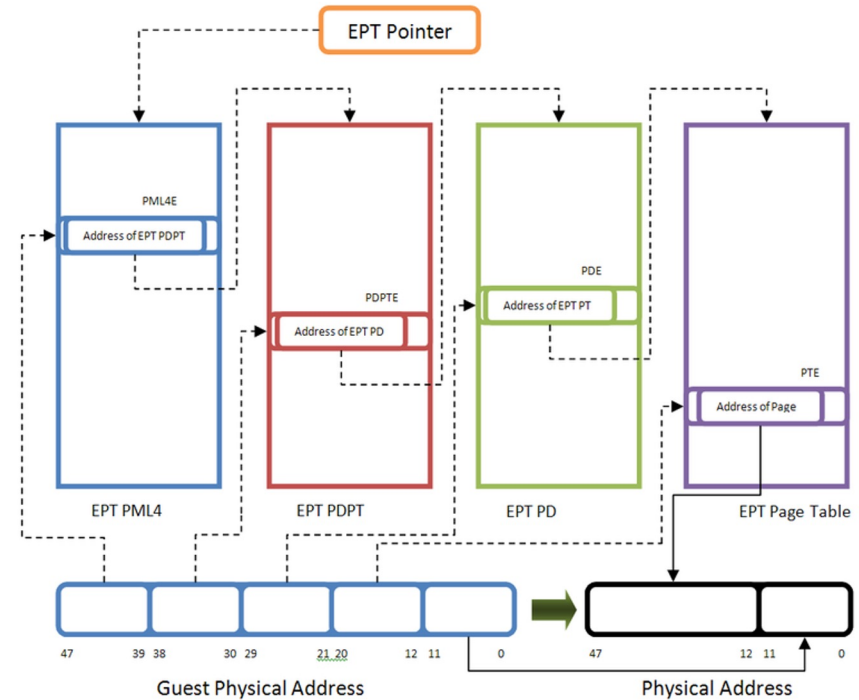 EPT Pointer
PML4E
Address of EPT PDPT
PDPTE
Address of EPT PD
PDE
Address of EPT PT
PTE
Address of Page
EPT PML4
EPT PDPT
EPT PD
EPT Page Table
47 39 38 30 29 21 20 12 11 0
47 12 11 0
Guest Physical Address
Physical Address